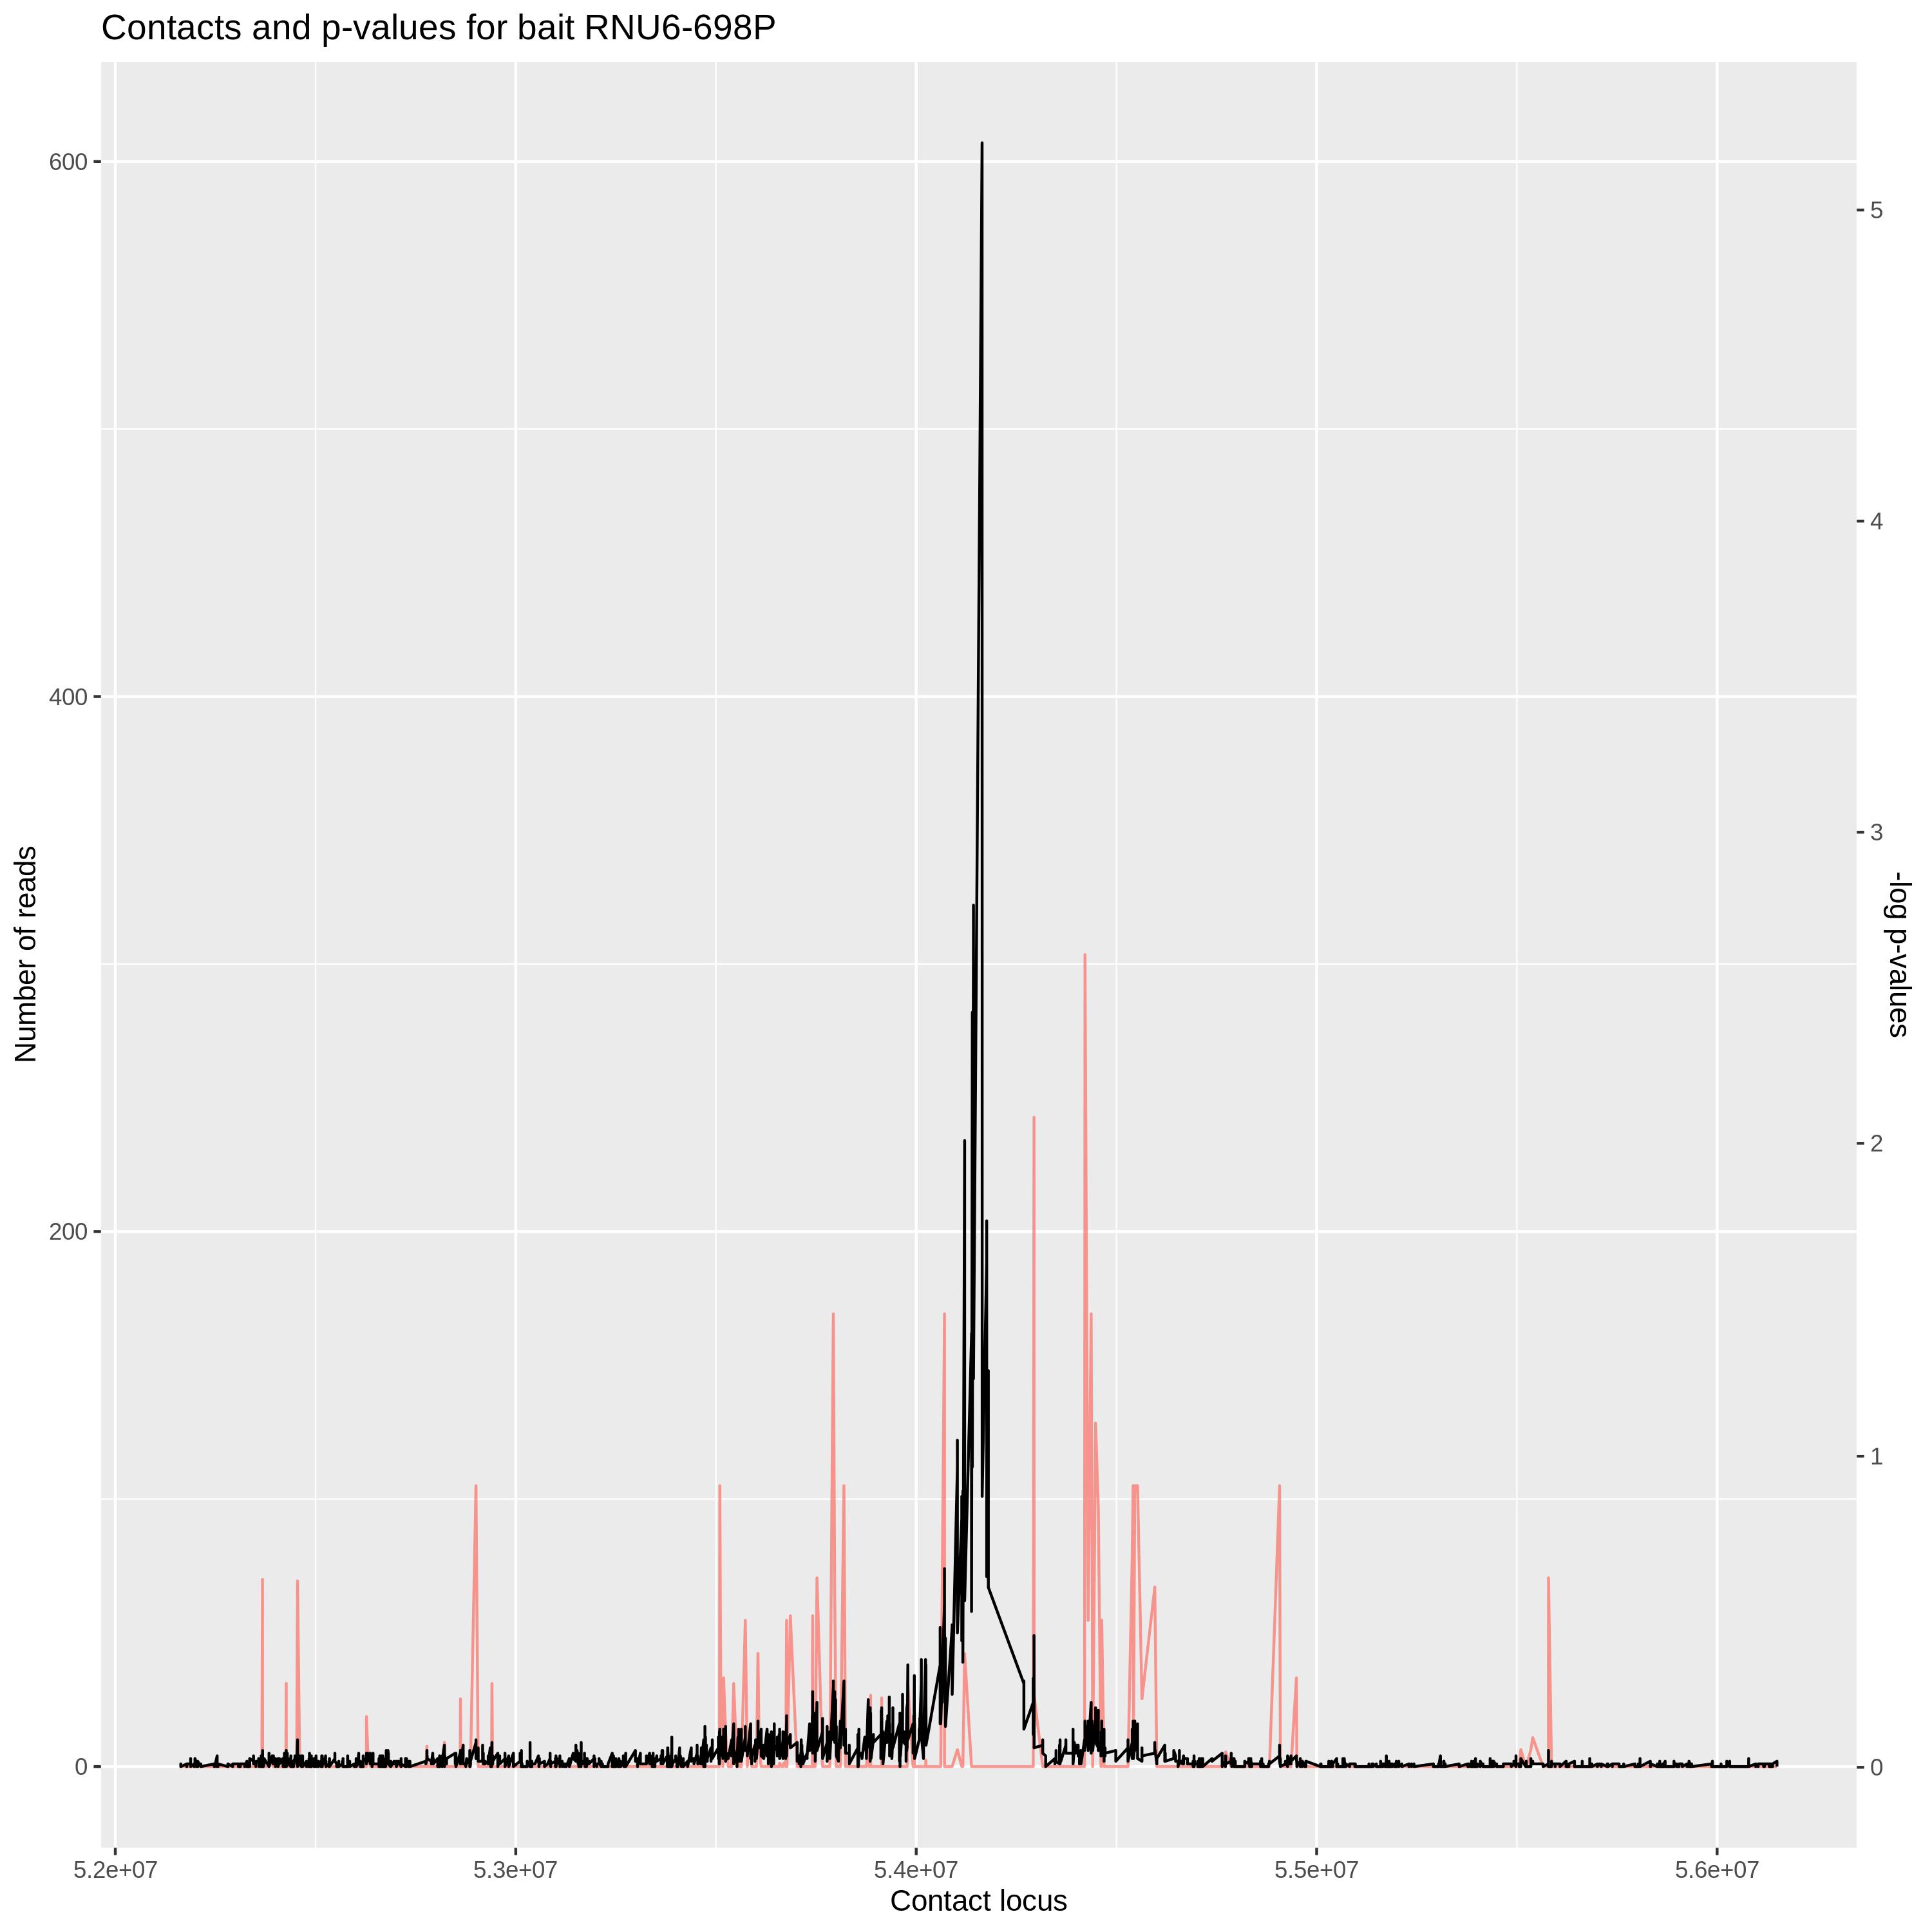 Contacts and p-values for bait RNU6-698P
600
400
200
0
Number of reads
5
4
3
2
1
0
-log p-values
5.2e+07
5.3e+07
5.4e+07
5.5e+07
5.6e+07
Contact locus